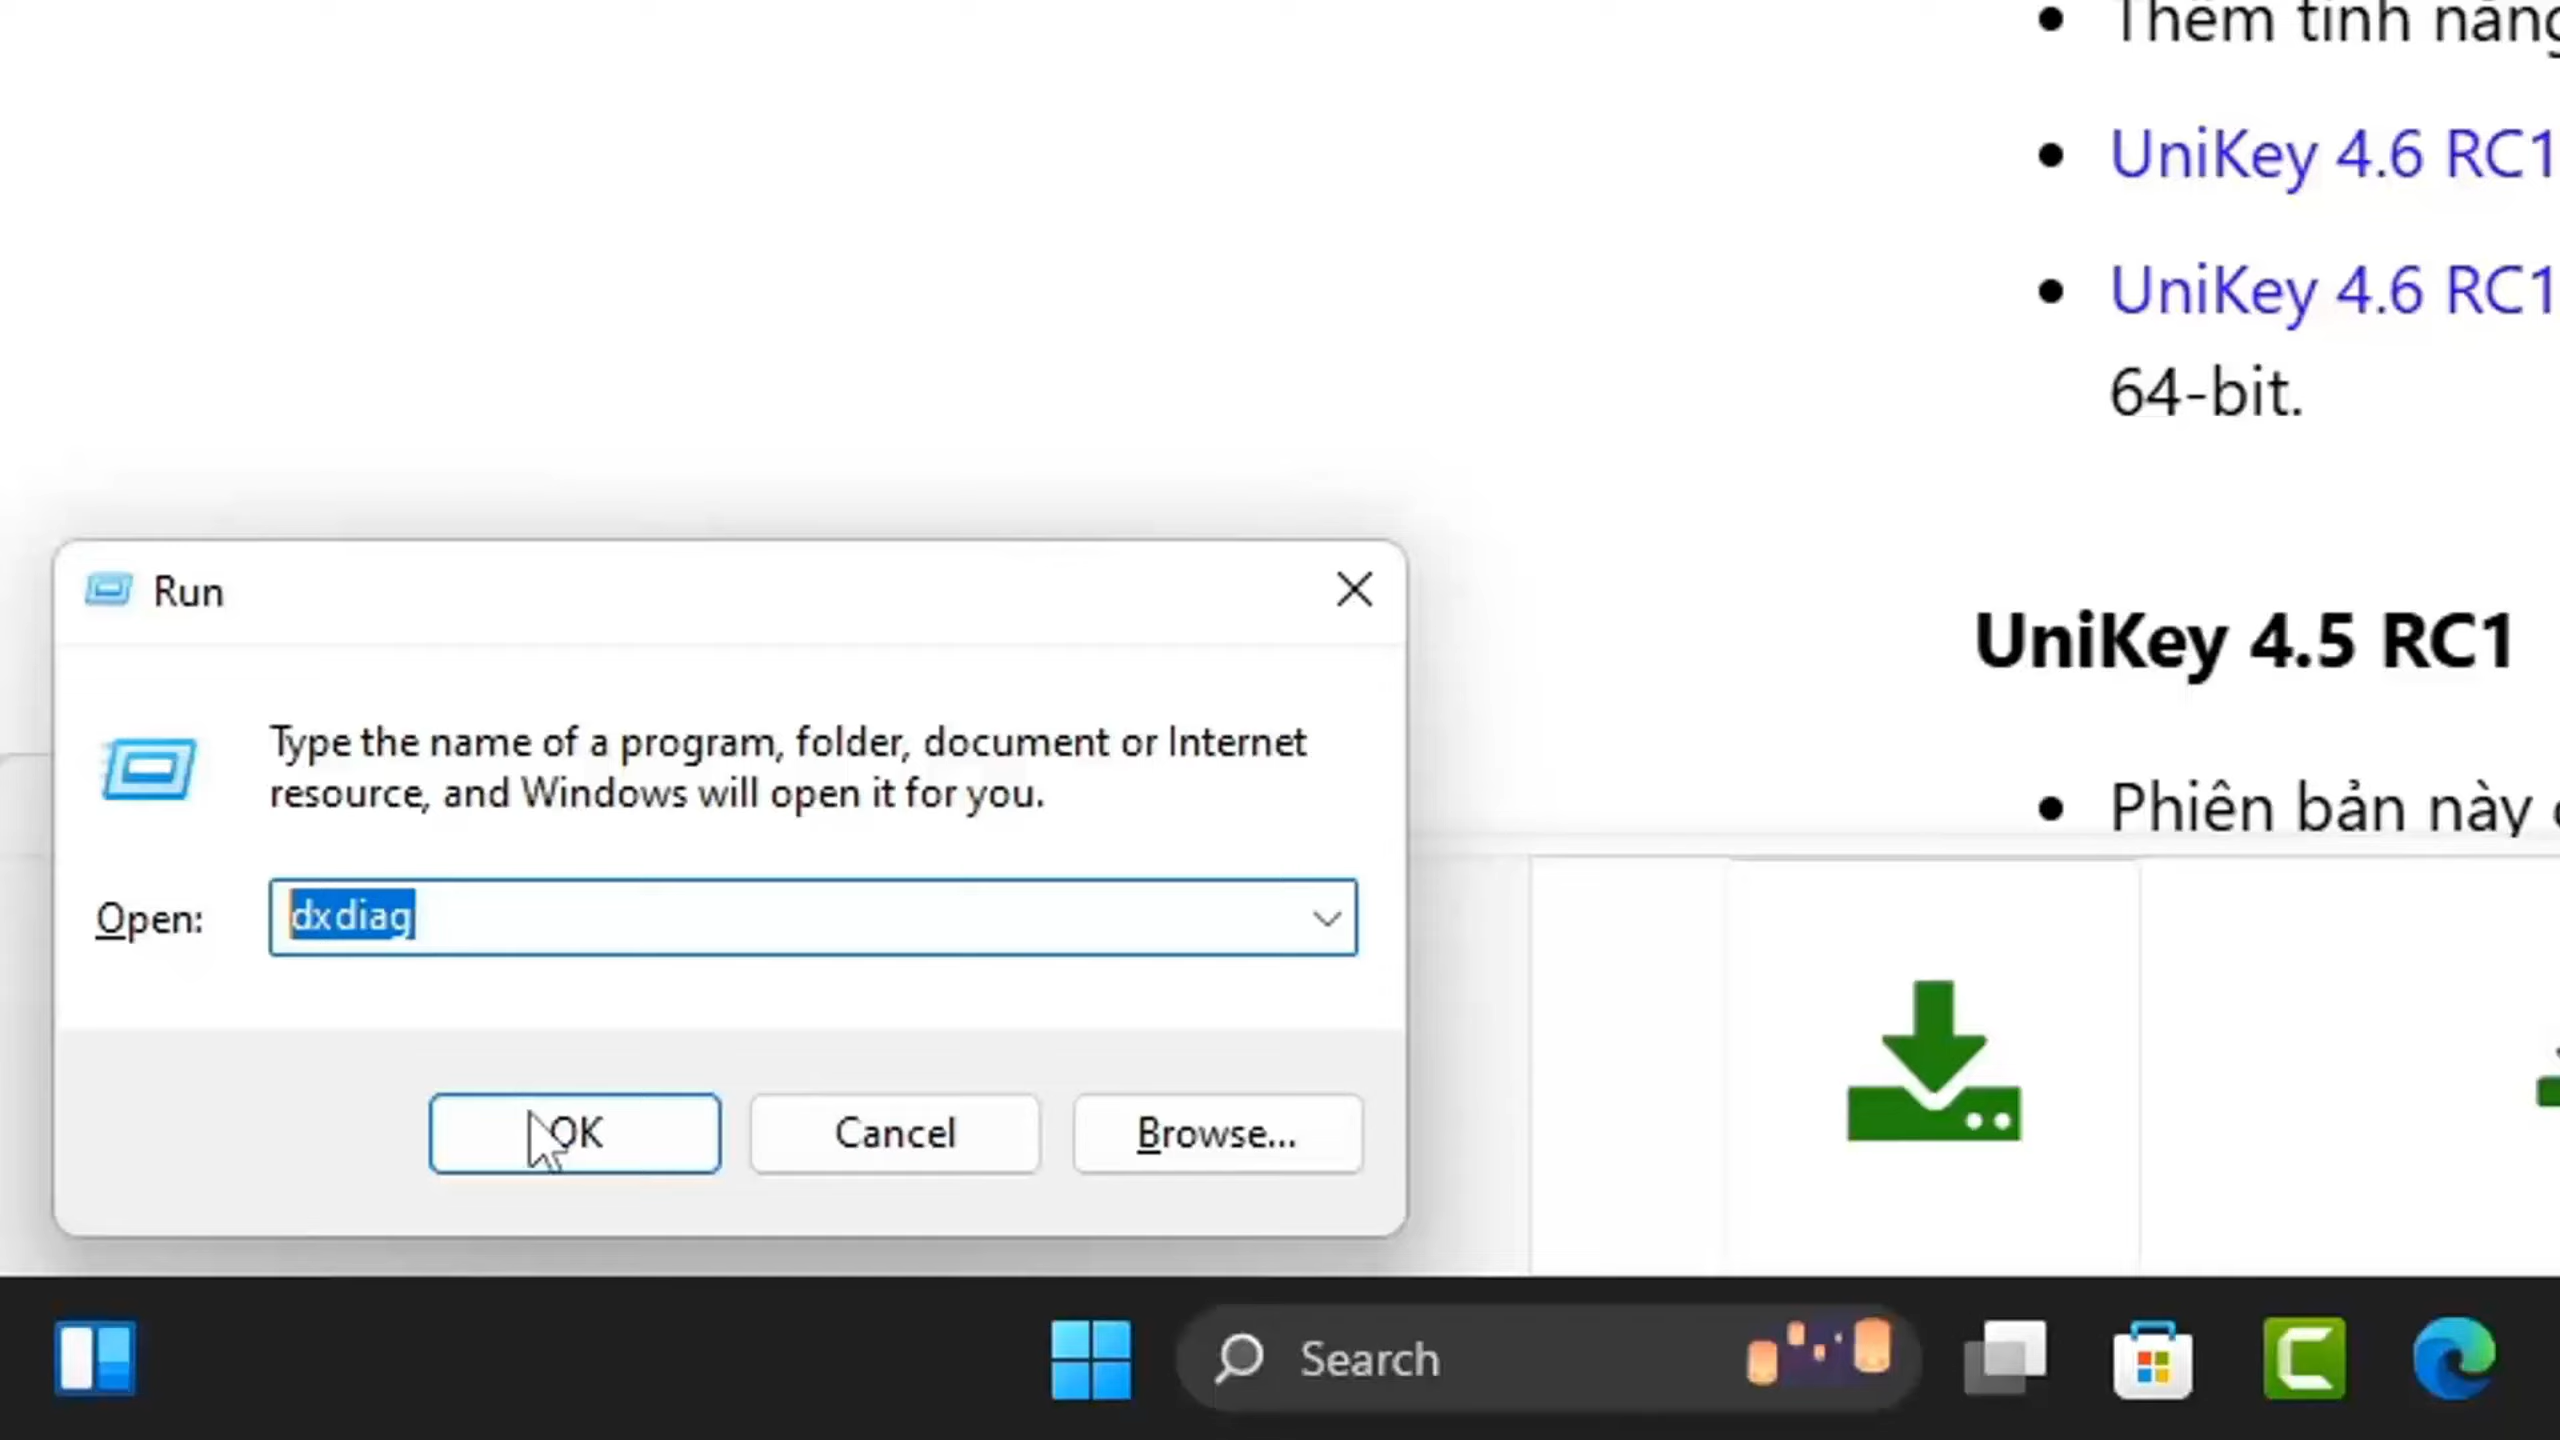 Thêm tính năng
UniKey 4.6 RC1
UniKey 4.6 RC1
64-bit.
UniKey 4.5 RC1
Phiên bản này
Run
Type the name of a program, folder, document or Internet
resource, and Windows will open it for you.
Open:
dxdiag
OK
Cancel
Browse...
Search